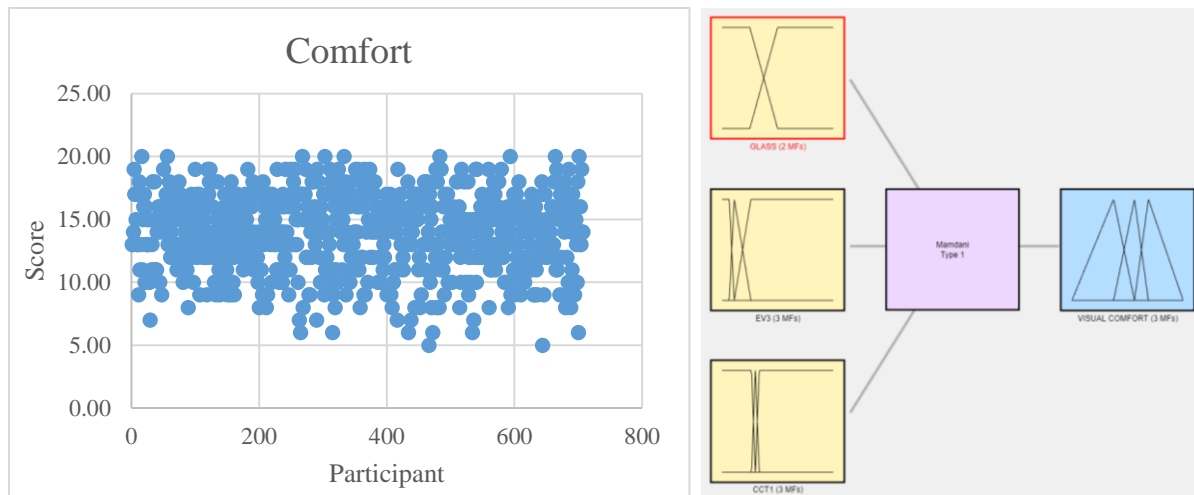 Comfort
25.00
20.00
15.00
10.00
5.00
0.00
Score
0
200
400
600
800
Participant
GLASS (2 MFs)
EV3 (3 MFs)
CCT1 (3 MFs)
Mamdani
Type 1
VISUAL COMFORT (3 MFs)